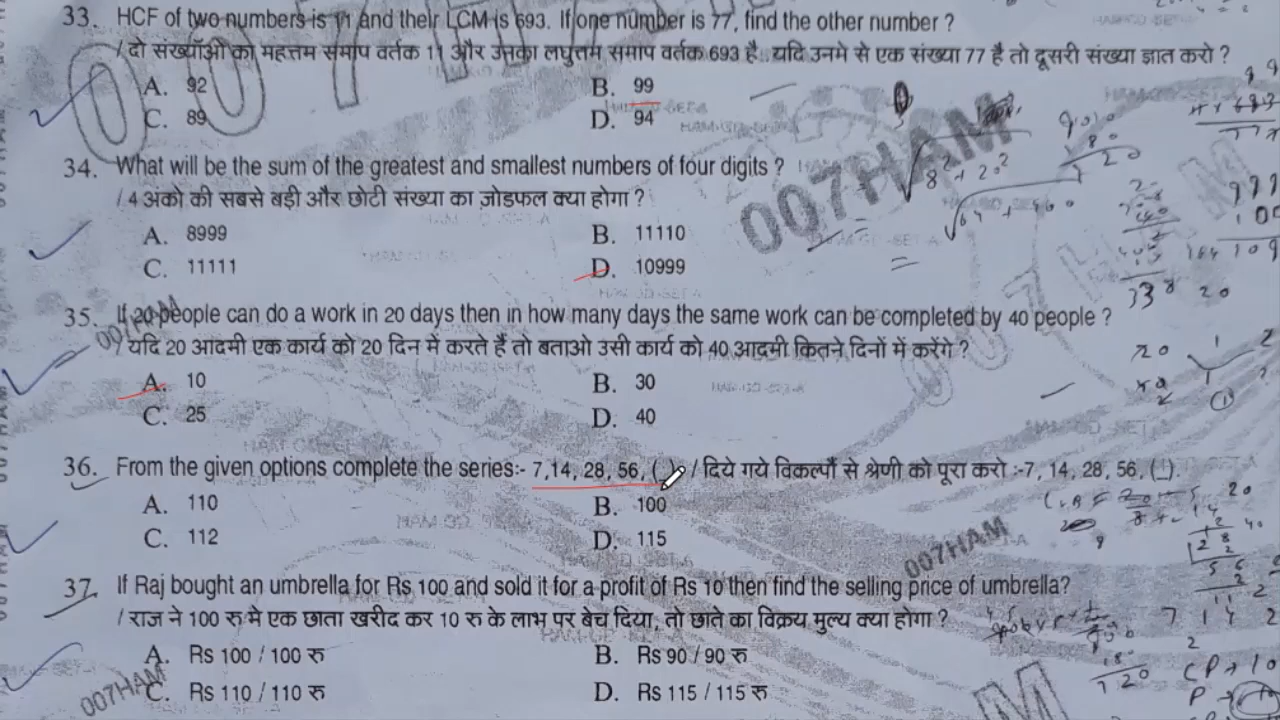 33. HCF of two numbers is 11 and their LCM is 693. If one number is 77, find the other number ?
/ दो संख्याॅओं का महत्तम समाप वर्तक 11 और उनका लघुत्तम समाप वर्तक 693 है. यदि उनमे से एक संख्या 77 है तो दूसरी संख्या ज्ञात करो ?
A. 92 B. 99
C. 89 D. 94
34. What will be the sum of the greatest and smallest numbers of four digits ?
/ 4 अंको की सबसे बड़ी और छोटी संख्या का जोडफल क्या होगा ?
A. 8999 B. 11110
C. 11111 D. 10999
007HAM
35. If 20 people can do a work in 20 days then in how many days the same work can be completed by 40 people ?
/ यदि 20 आदमी एक कार्य को 20 दिन में करते हैं तो बताओ उसी कार्य को 40 आदमी कितने दिनों में करेंगे ?
007HAM
A. 10 B. 30
C. 25 D. 40
36. From the given options complete the series:- 7,14, 28, 56, ( ) / दिये गये विकल्पों से श्रेणी को पूरा करो :-7, 14, 28, 56, ( ).
A. 110 B. 100
C. 112 D. 115
007HAM
37. If Raj bought an umbrella for Rs 100 and sold it for a profit of Rs 10 then find the selling price of umbrella?
/ राज ने 100 रु मे एक छाता खरीद कर 10 रु के लाभ पर बेच दिया, तो छाते का विक्रय मुल्य क्या होगा ?
A. Rs 100 / 100 रु B. Rs 90 / 90 रु
C. Rs 110 / 110 रु D. Rs 115 / 115 रु
007HAM